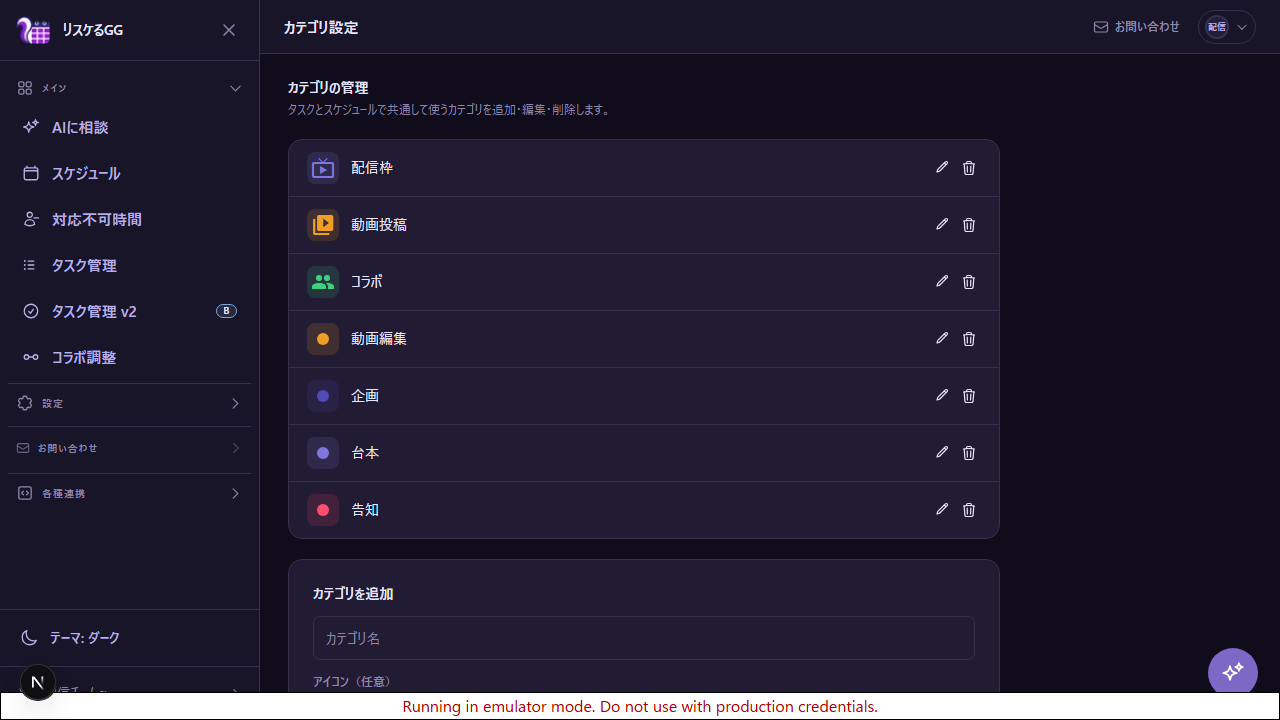 リスケるGG
メイン
AIに相談
スケジュール
対応不可時間
タスク管理
タスク管理 v2
B
コラボ調整
設定
お問い合わせ
各種連携
テーマ: ダーク
N
カテゴリ設定
お問い合わせ
配信
カテゴリの管理
タスクとスケジュールで共通して使うカテゴリを追加・編集・削除します。
配信枠
動画投稿
コラボ
動画編集
企画
台本
告知
カテゴリを追加
カテゴリ名
アイコン（任意）
Running in emulator mode. Do not use with production credentials.